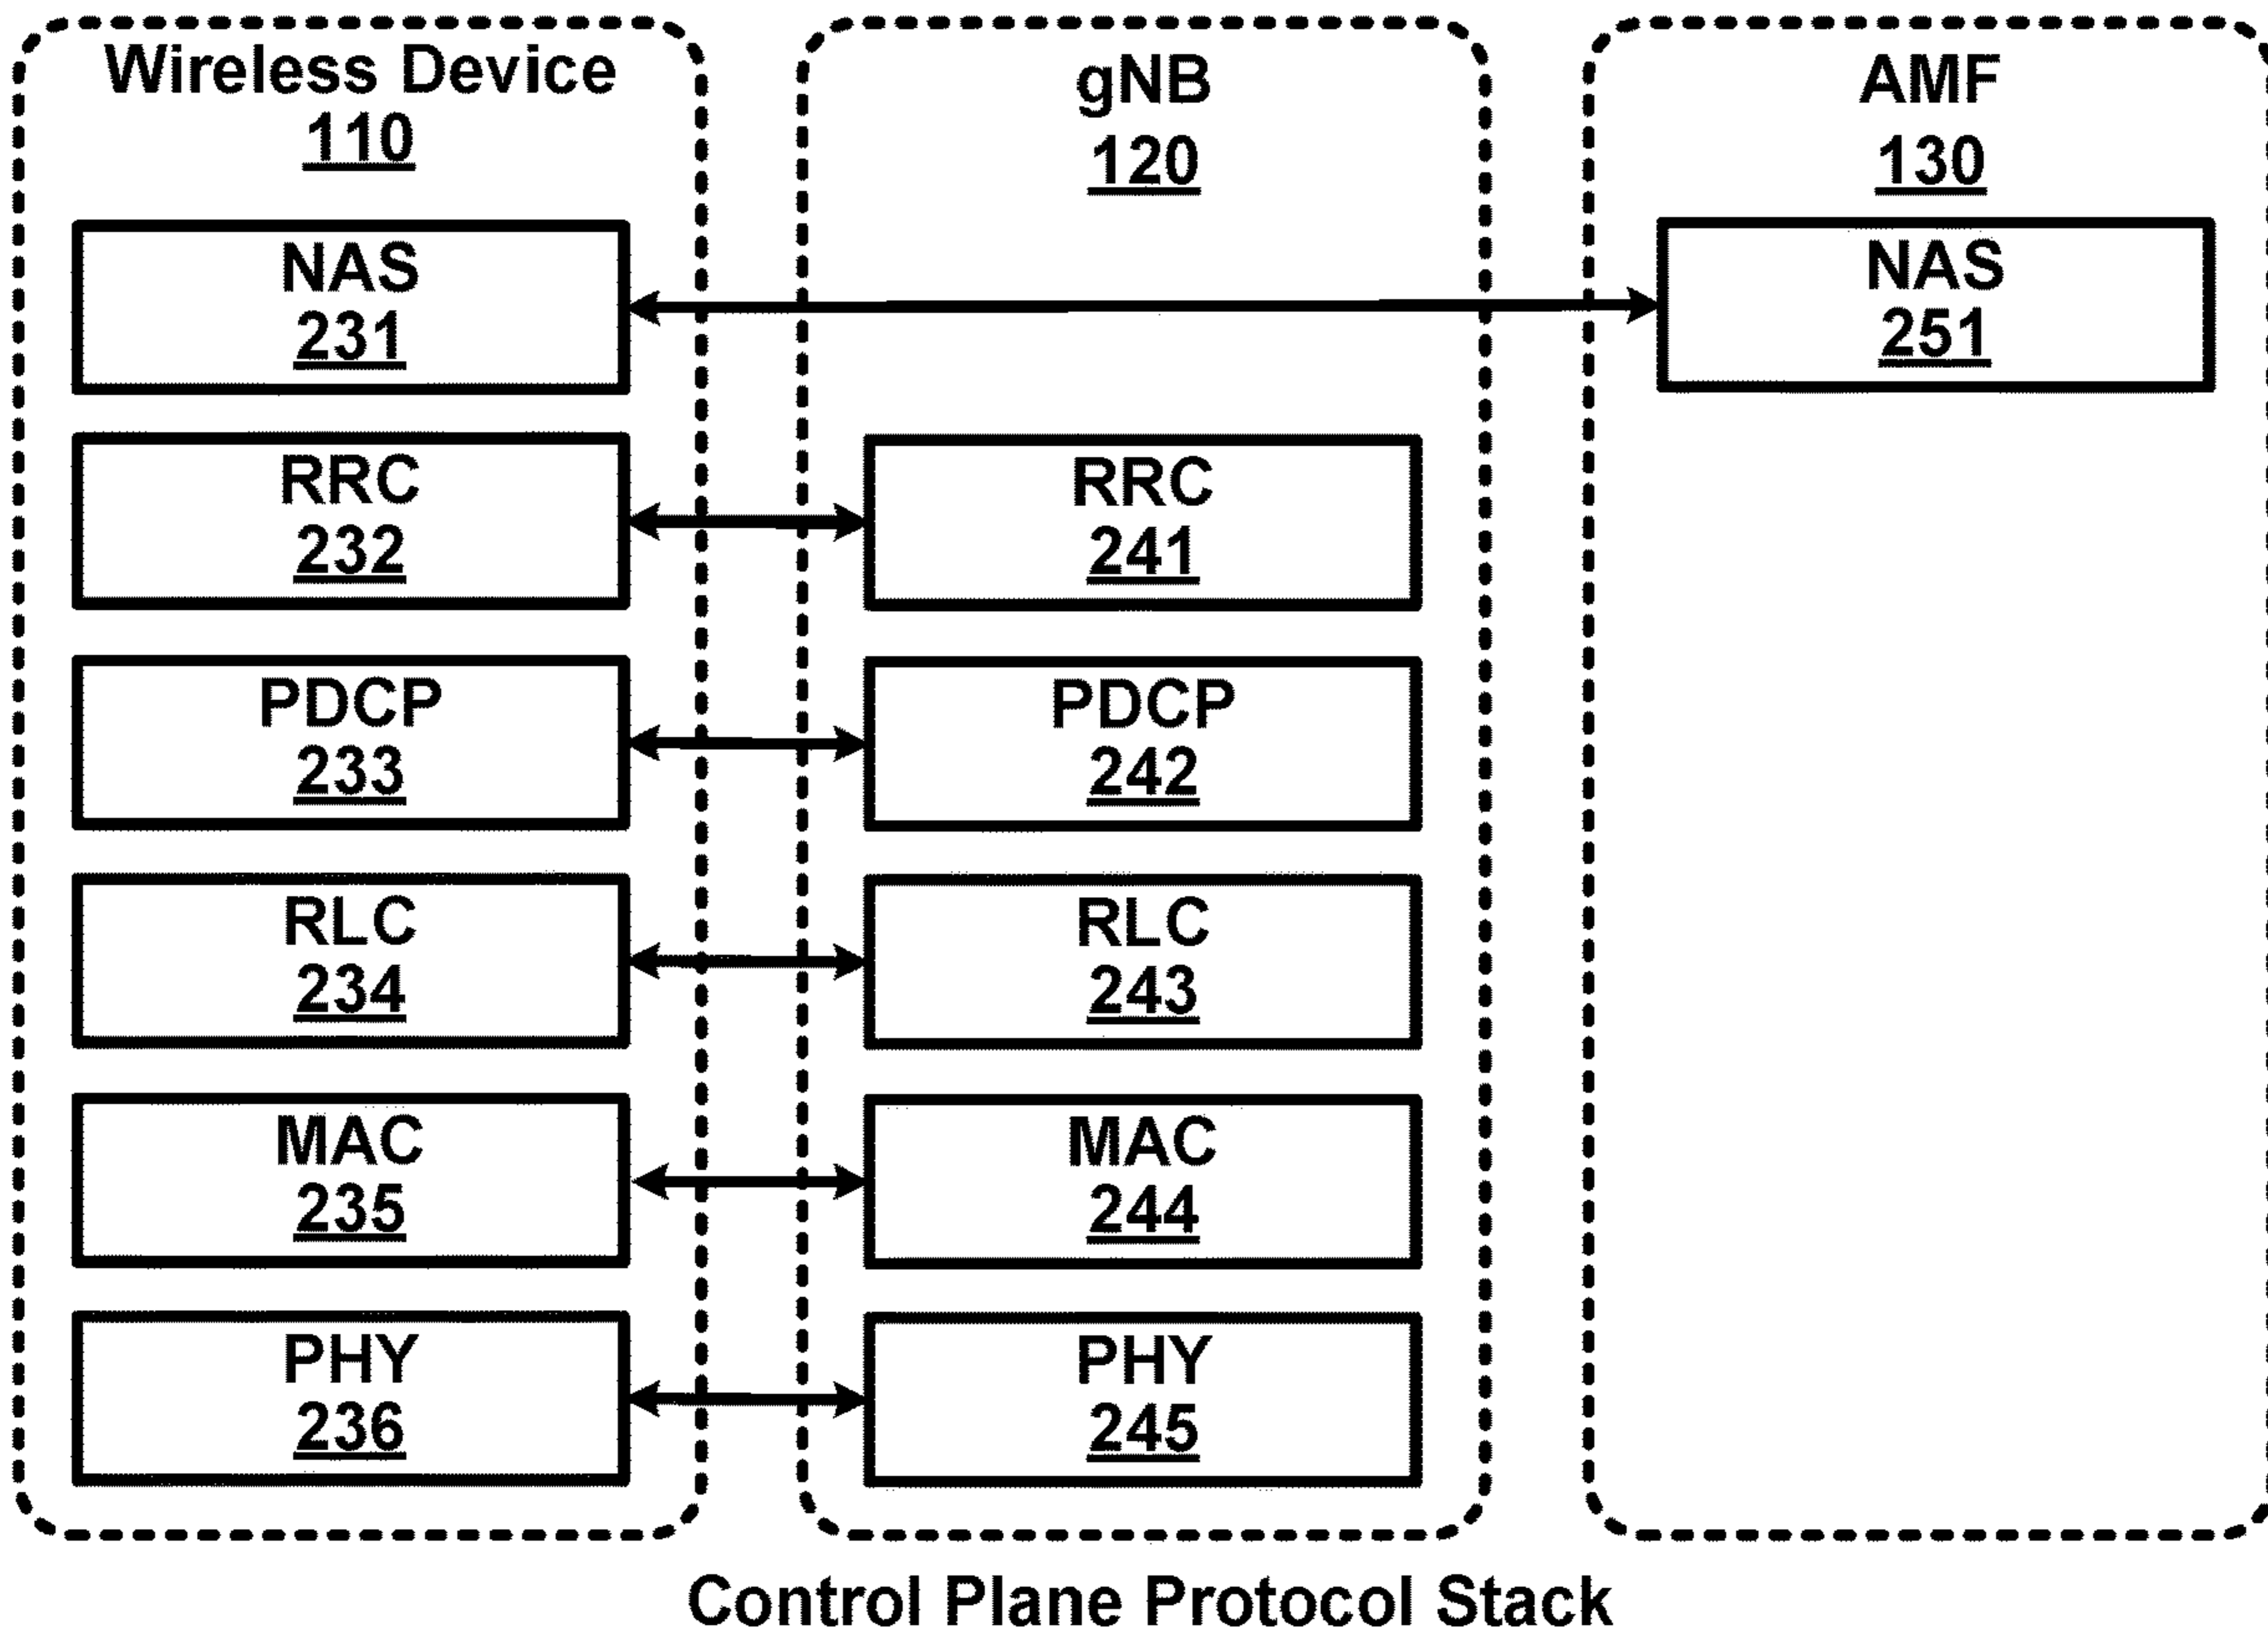 Wireless Device
110
gNB
120
AMF
130
NAS
231
NAS
251
RRC
232
RRC
241
PDCP
233
PDCP
242
RLC
234
RLC
243
MAC
235
MAC
244
PHY
236
PHY
245
Control Plane Protocol Stack